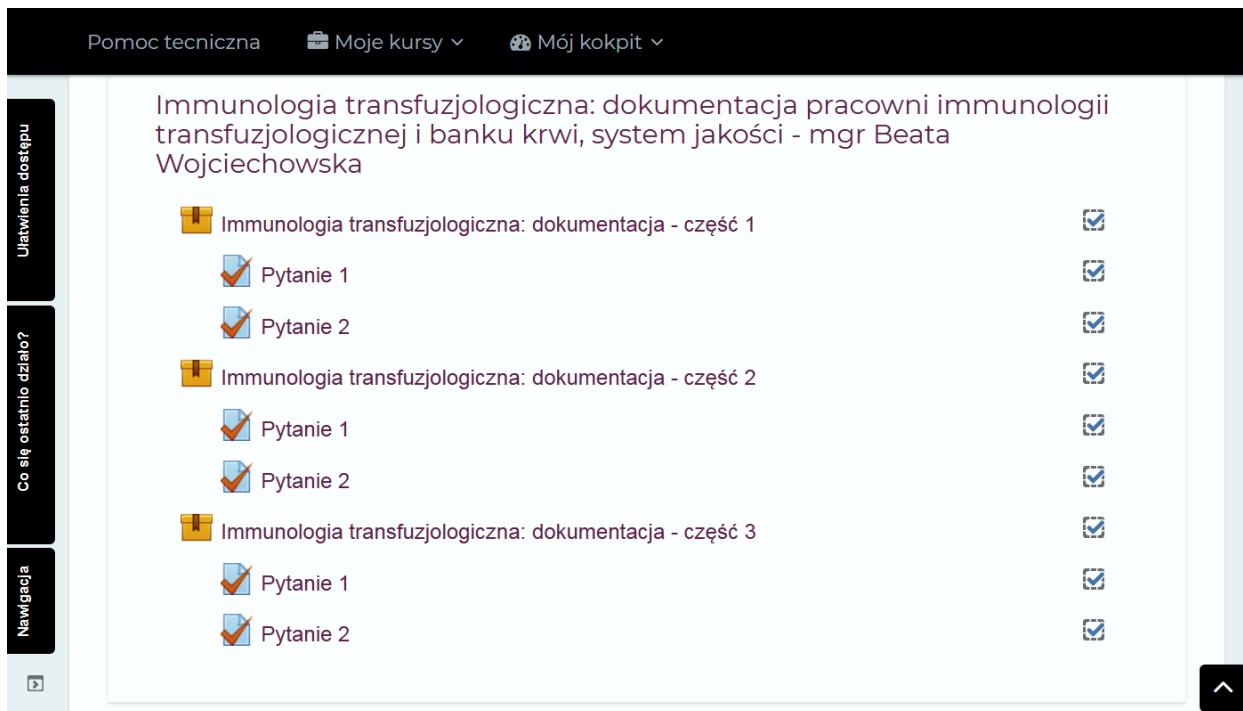 Pomoc tecniczna Moje kursy Mój kokpit
Ułatwienia dostępu
Co się ostatnio działo?
Nawigacja
Immunologia transfuzjologiczna: dokumentacja pracowni immunologii
transfuzjologicznej i banku krwi, system jakości - mgr Beata
Wojciechowska
Immunologia transfuzjologiczna: dokumentacja - część 1
Pytanie 1
Pytanie 2
Immunologia transfuzjologiczna: dokumentacja - część 2
Pytanie 1
Pytanie 2
Immunologia transfuzjologiczna: dokumentacja - część 3
Pytanie 1
Pytanie 2